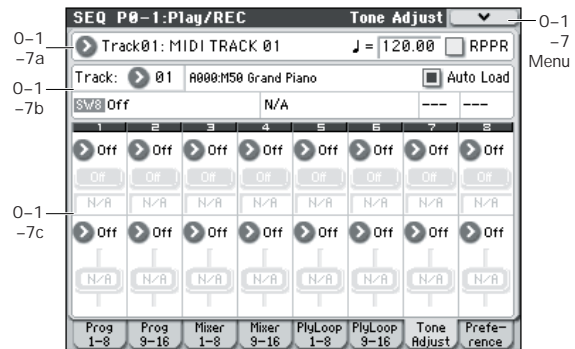 SEQ P0-1:Play/REC Tone Adjust
0-1
-7
Menu
0-1
-7a
Track01: MIDI TRACK 01 ♩= 120.00 RPPR
Track: 01 A000:M50 Grand Piano Auto Load
0-1
-7b
SW8 Off N/A --- ---
1 2 3 4 5 6 7 8
Off Off Off Off Off Off Off Off
Off Off Off Off Off Off Off Off
N/A N/A N/A N/A N/A N/A N/A N/A
0-1
-7c
Off Off Off Off Off Off Off Off
N/A N/A N/A N/A N/A N/A N/A N/A
Prog 1-8 Prog 9-16 Mixer 1-8 Mixer 9-16 PlyLoop 1-8 PlyLoop 9-16 Tone Adjust Prefe-rence